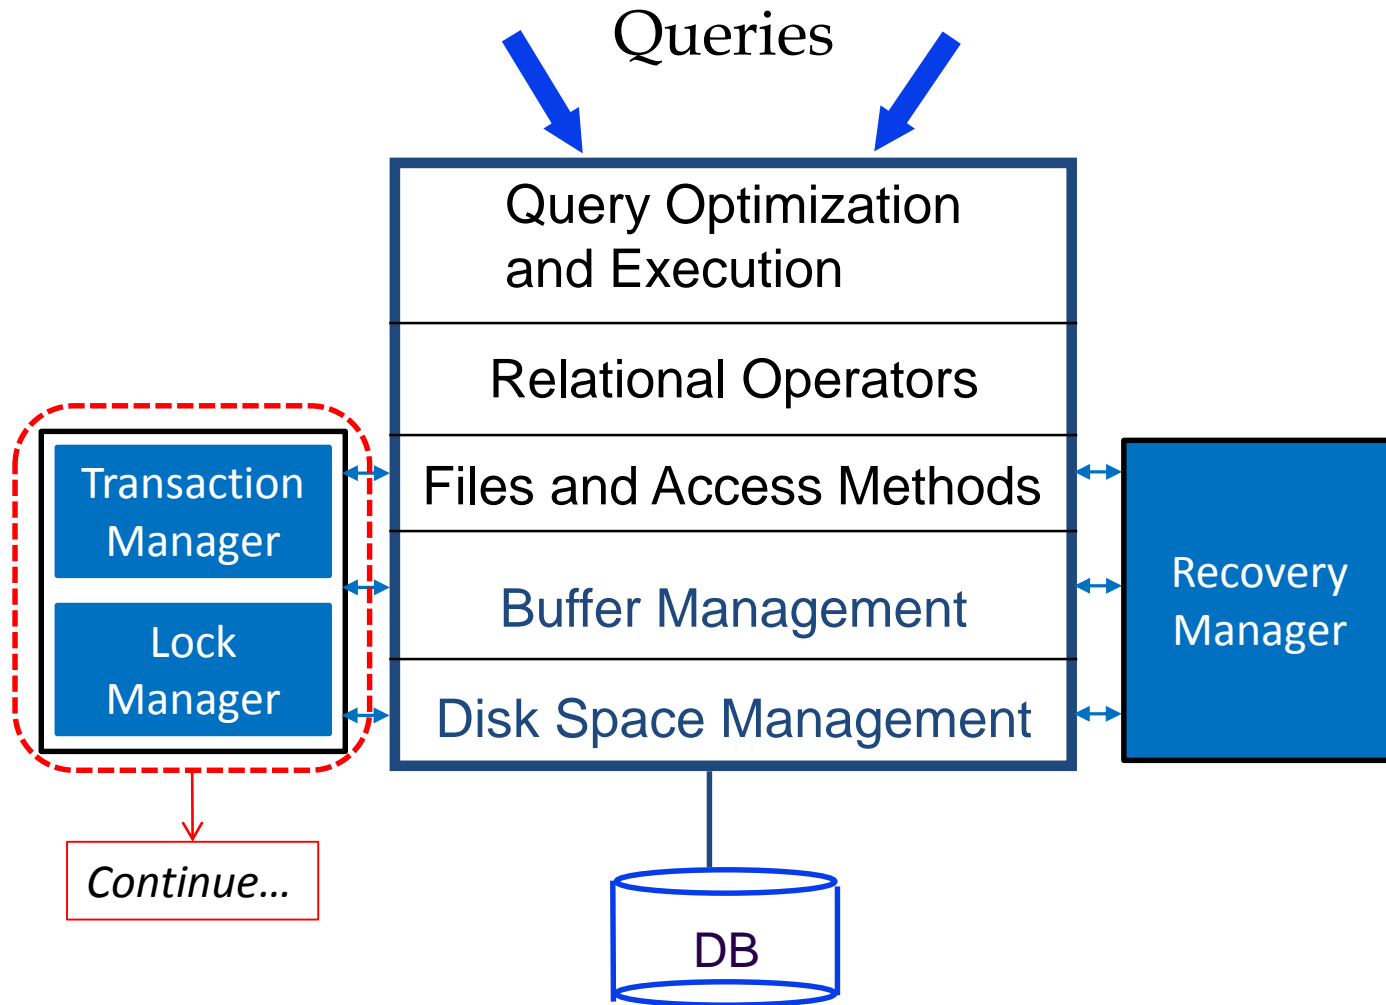 Queries
Query Optimization
and Execution
Relational Operators
Files and Access Methods
Buffer Management
Disk Space Management
Transaction
Manager
Lock
Manager
Recovery
Manager
Continue…
DB